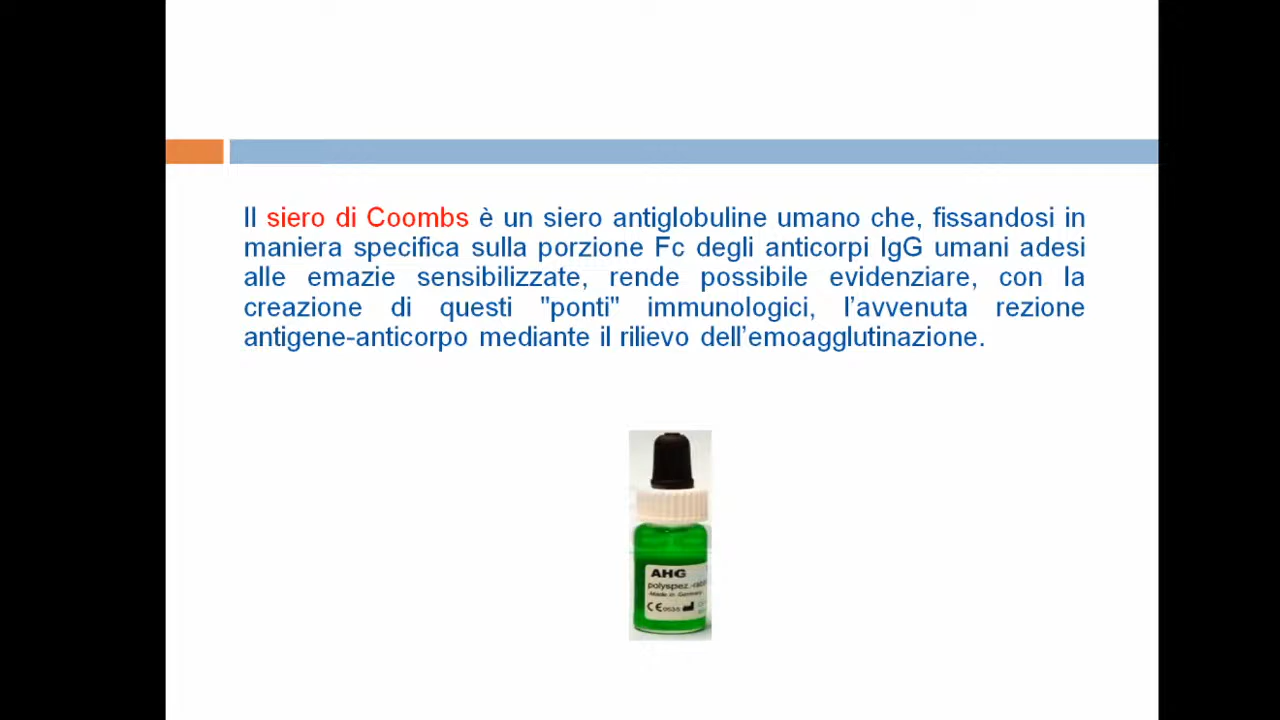 Il siero di Coombs è un siero antiglobuline umano che, fissandosi in
maniera specifica sulla porzione Fc degli anticorpi IgG umani adesi
alle emazie sensibilizzate, rende possibile evidenziare, con la
creazione di questi "ponti" immunologici, l’avvenuta rezione
antigene-anticorpo mediante il rilievo dell’emoagglutinazione.
AHG
polyspez.
Made in Germany
CE